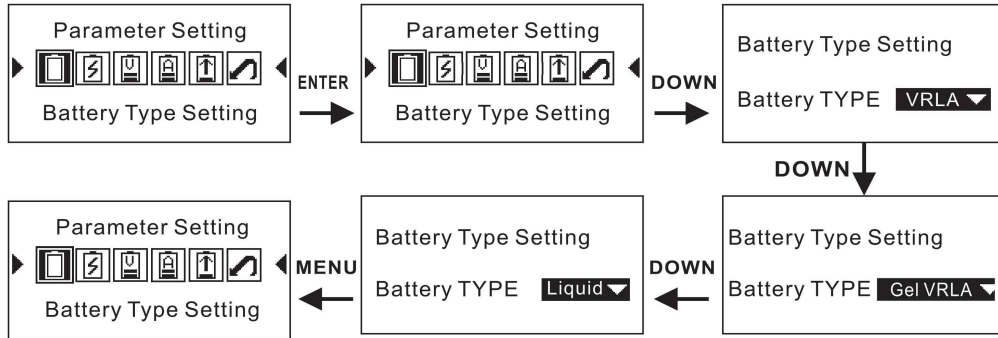 Parameter Setting
Battery Type Setting
ENTER
Parameter Setting
A
Battery Type Setting
DOWN
Battery Type Setting
Battery TYPE VRLA
DOWN
Battery Type Setting
Battery TYPE Gel VRLA
DOWN
Battery Type Setting
Battery TYPE Liquid
MENU
Parameter Setting
Battery Type Setting